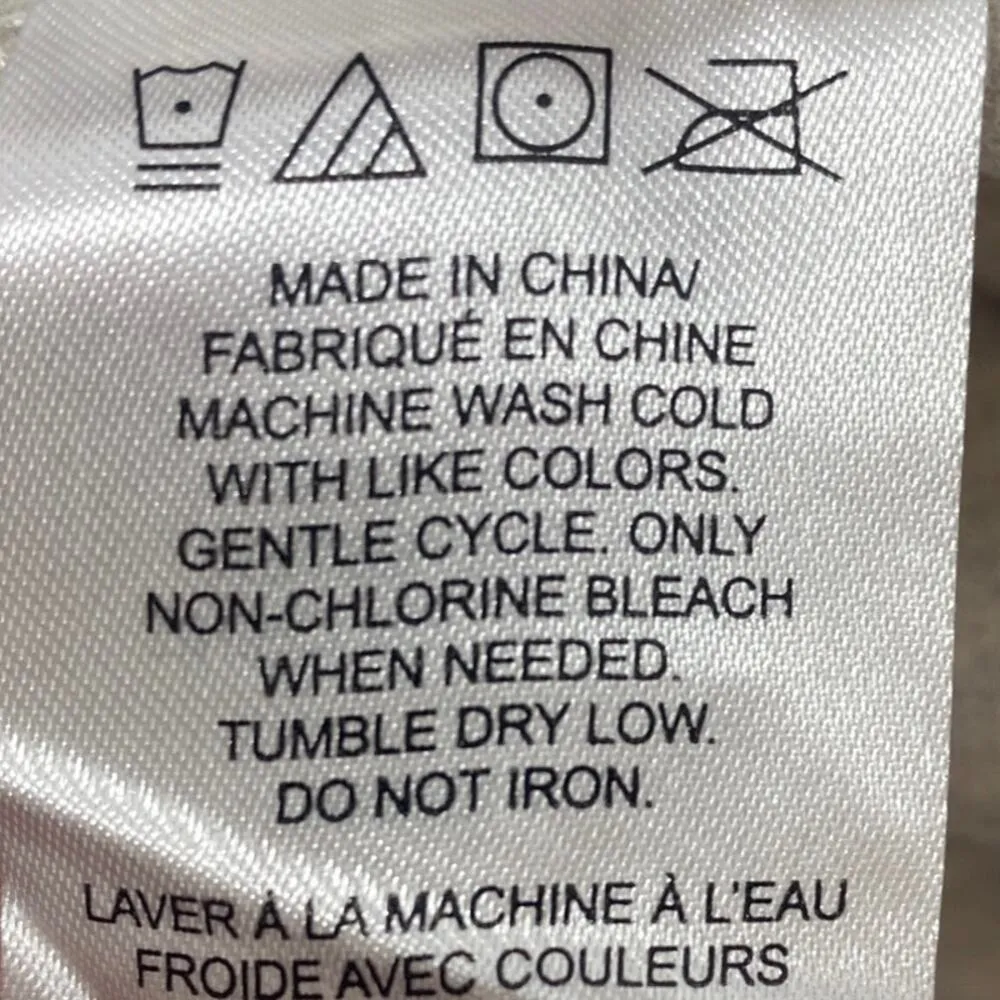 MADE IN CHINA/
FABRIQUÉ EN CHINE
MACHINE WASH COLD
WITH LIKE COLORS.
GENTLE CYCLE. ONLY
NON-CHLORINE BLEACH
WHEN NEEDED.
TUMBLE DRY LOW.
DO NOT IRON.
LAVER À LA MACHINE À L'EAU
FROIDE AVEC COULEURS